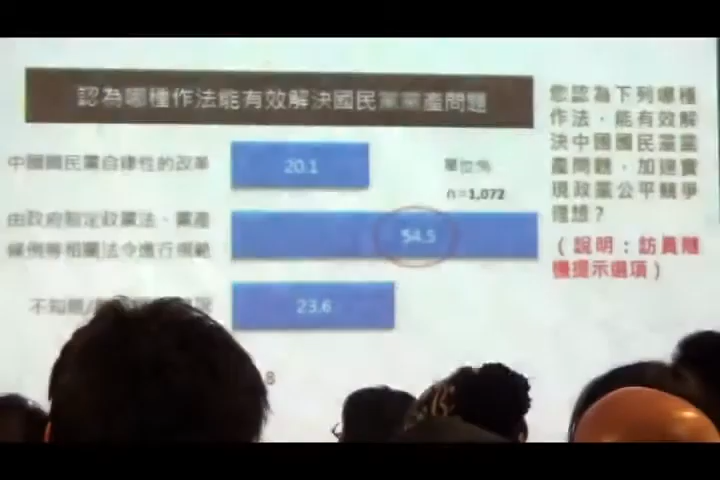 認為哪種作法能有效解決國民黨黨產問題
中國國民黨自律性的改革
20.1
單位%
n=1,072
由政府制定政黨法、黨產
條例等相關法令進行規範
54.5
23.6
8
您認為下列哪種
作法,能有效解
決中國國民黨黨
產問題,加速實
現政黨公平競爭
理想?
(說明:訪員隨
機提示選項)